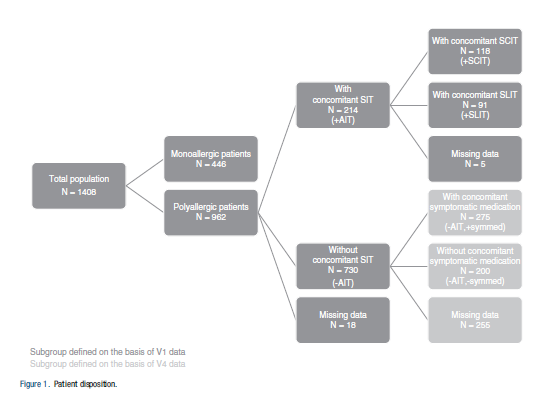 Total population
N = 1408
Monoallergic patients
N = 446
Polyallergic patients
N = 962
With
concomitant SIT
N = 214
(+AIT)
Without
concomitant SIT
N = 730
(-AIT)
Missing data
N = 18
With concomitant SCIT
N = 118
(+SCIT)
With concomitant SLIT
N = 91
(+SLIT)
Missing data
N = 5
With concomitant
symptomatic medication
N = 275
(-AIT,+symmed)
Without concomitant
symptomatic medication
N = 200
(-AIT,-symmed)
Missing data
N = 255
Subgroup defined on the basis of V1 data
Subgroup defined on the basis of V4 data
Figure 1. Patient disposition.